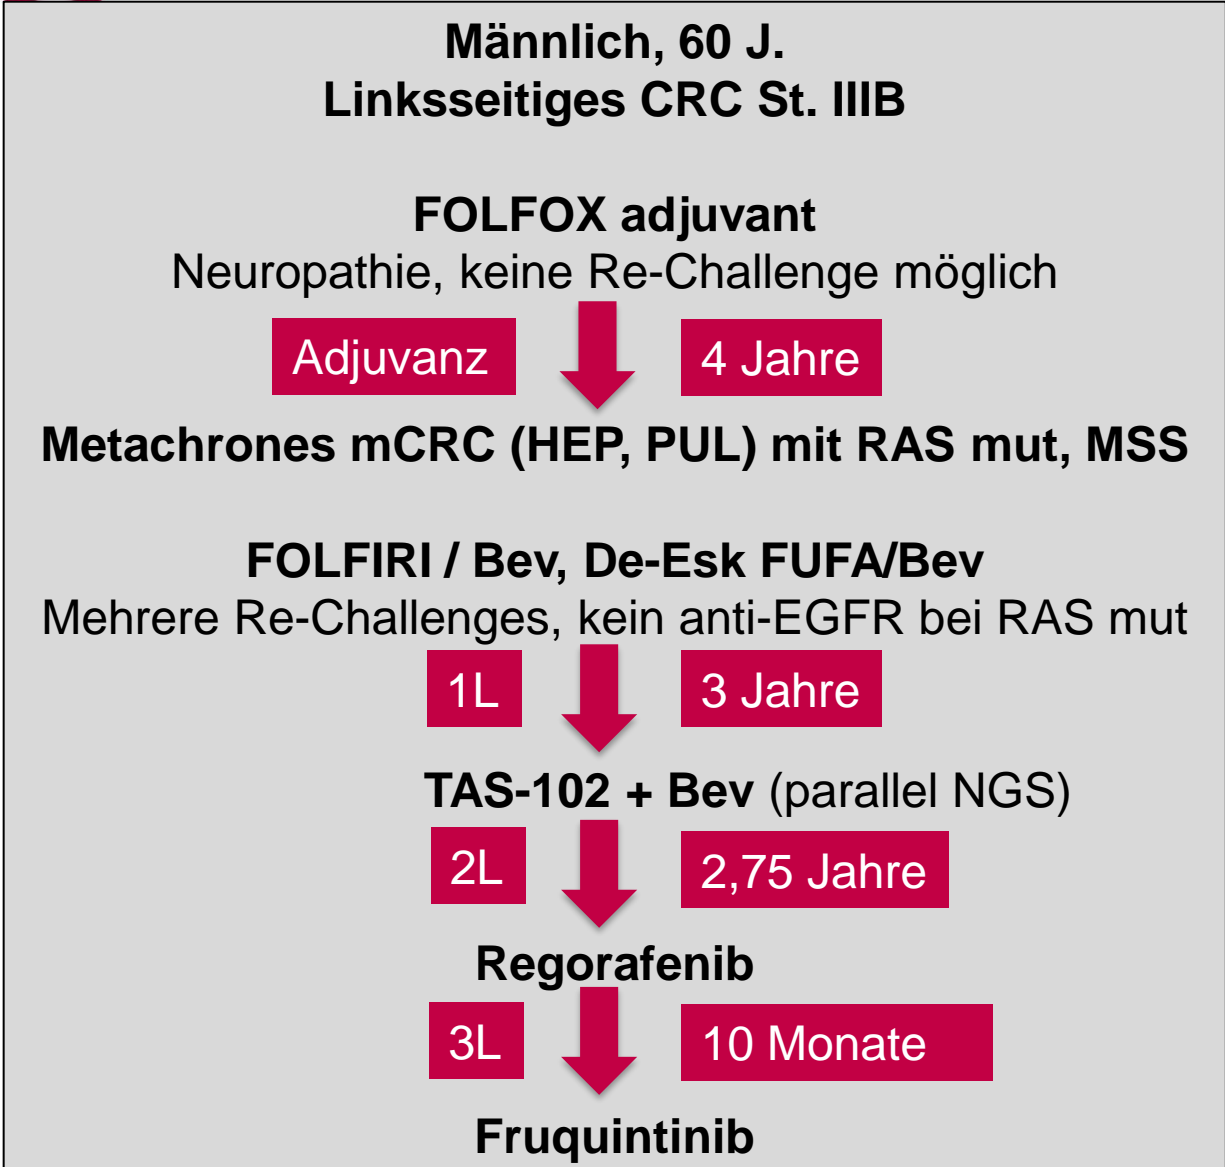 Männlich, 60 J.
Linksseitiges CRC St. IIIB
FOLFOX adjuvant
Neuropathie, keine Re-Challenge möglich
Adjuvanz 4 Jahre
Metachrones mCRC (HEP, PUL) mit RAS mut, MSS
FOLFIRI / Bev, De-Esk FUFA/Bev
Mehrere Re-Challenges, kein anti-EGFR bei RAS mut
1L 3 Jahre
TAS-102 + Bev (parallel NGS)
2L 2,75 Jahre
Regorafenib
3L 10 Monate
Fruquintinib